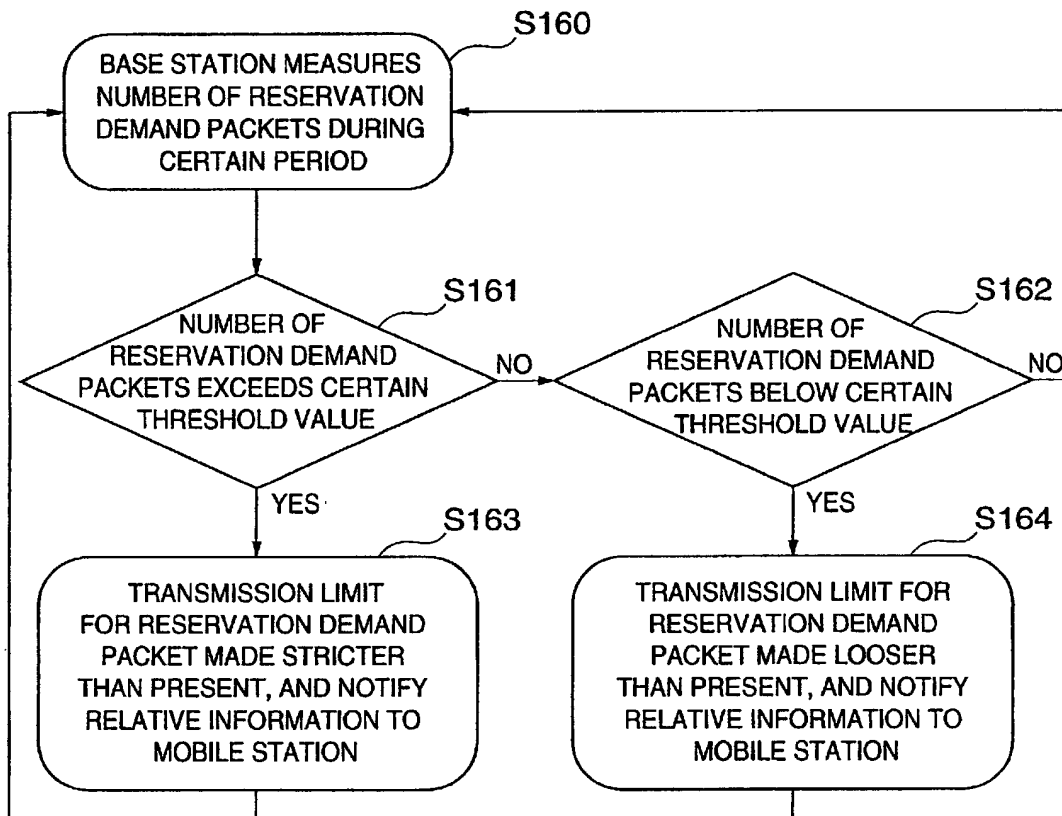 S160
BASE STATION MEASURES
NUMBER OF RESERVATION
DEMAND PACKETS DURING
CERTAIN PERIOD
S161
NUMBER OF
RESERVATION DEMAND
PACKETS EXCEEDS CERTAIN
THRESHOLD VALUE
NO
S162
NUMBER OF
RESERVATION DEMAND
PACKETS BELOW CERTAIN
THRESHOLD VALUE
NO
YES
YES
S163
TRANSMISSION LIMIT
FOR RESERVATION DEMAND
PACKET MADE STRICTER
THAN PRESENT, AND NOTIFY
RELATIVE INFORMATION TO
MOBILE STATION
S164
TRANSMISSION LIMIT FOR
RESERVATION DEMAND
PACKET MADE LOOSER
THAN PRESENT, AND NOTIFY
RELATIVE INFORMATION TO
MOBILE STATION